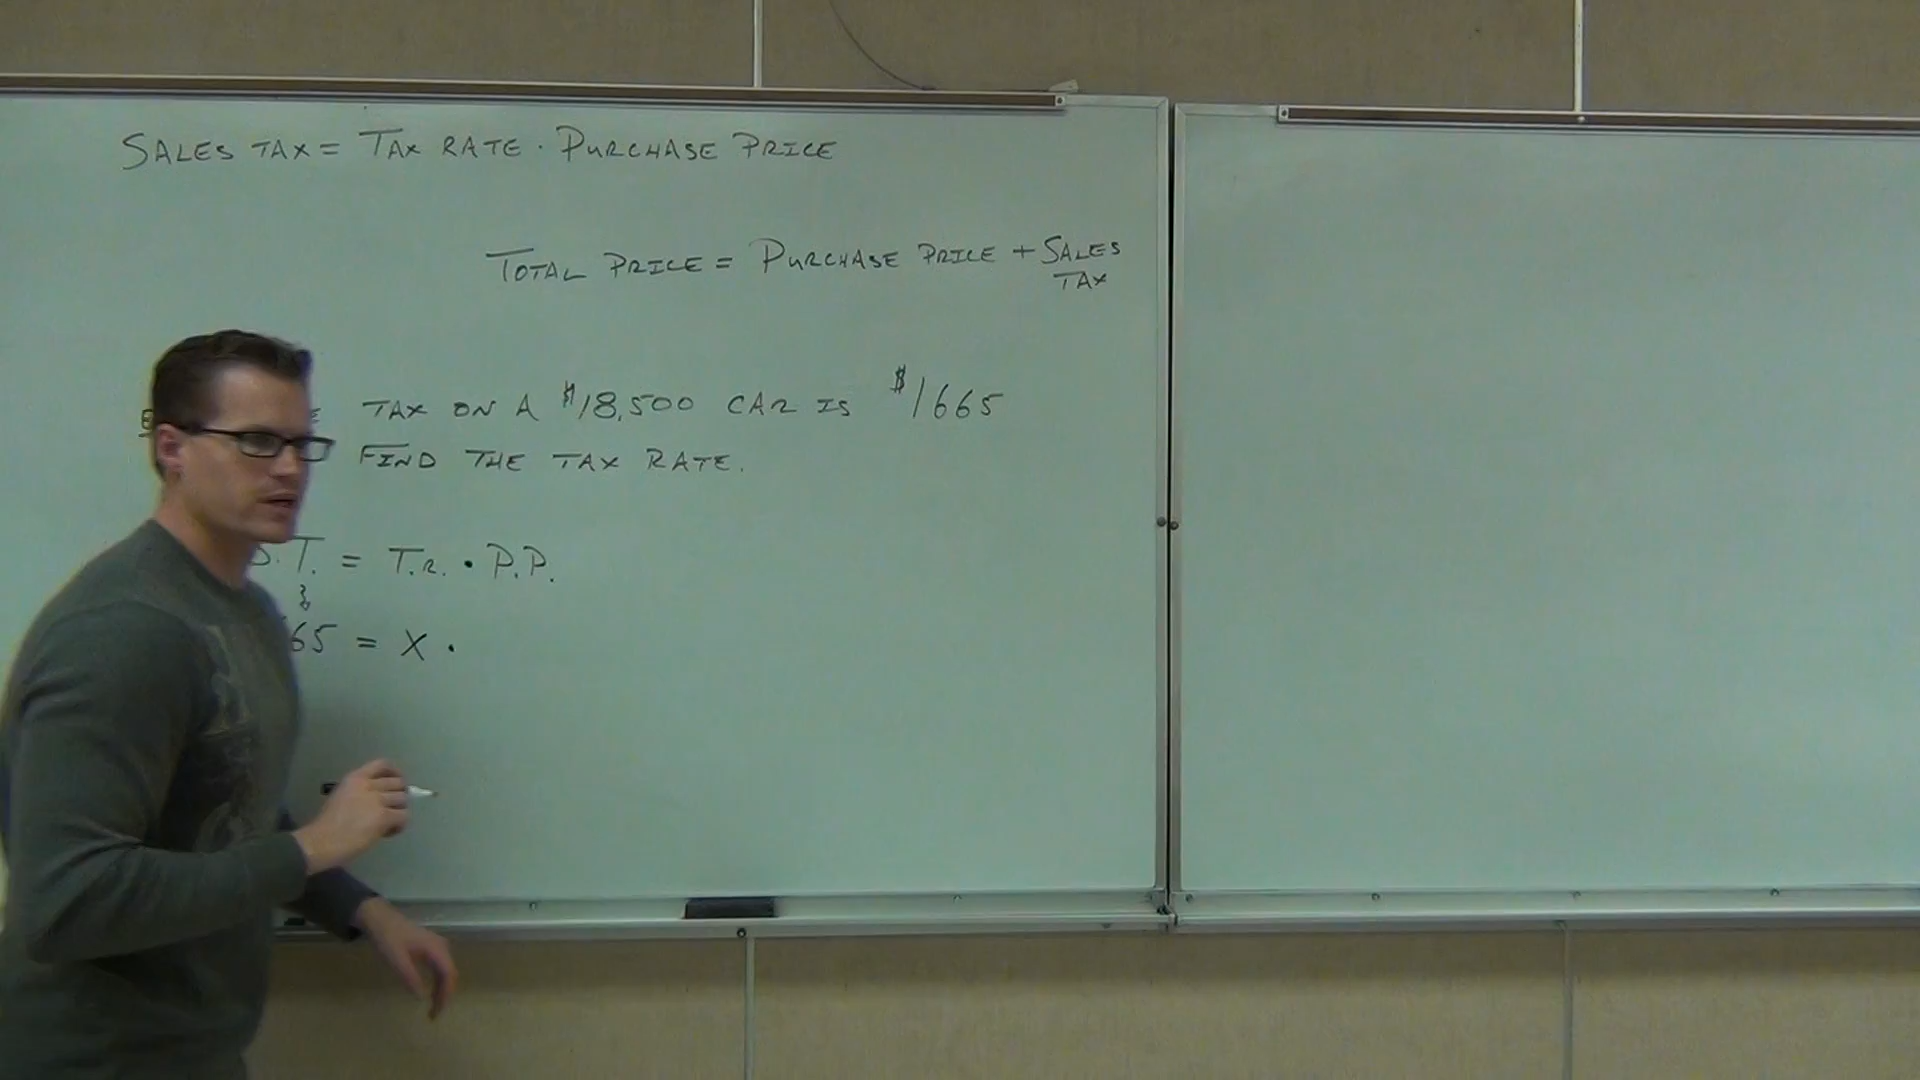 SALES TAX = TAX RATE · PURCHASE PRICE
TOTAL PRICE = PURCHASE PRICE + SALES
TAX
TAX ON A $18,500 CAR IS $1665
FIND THE TAX RATE.
.T. = T.R. · P.P.
65 = X ·